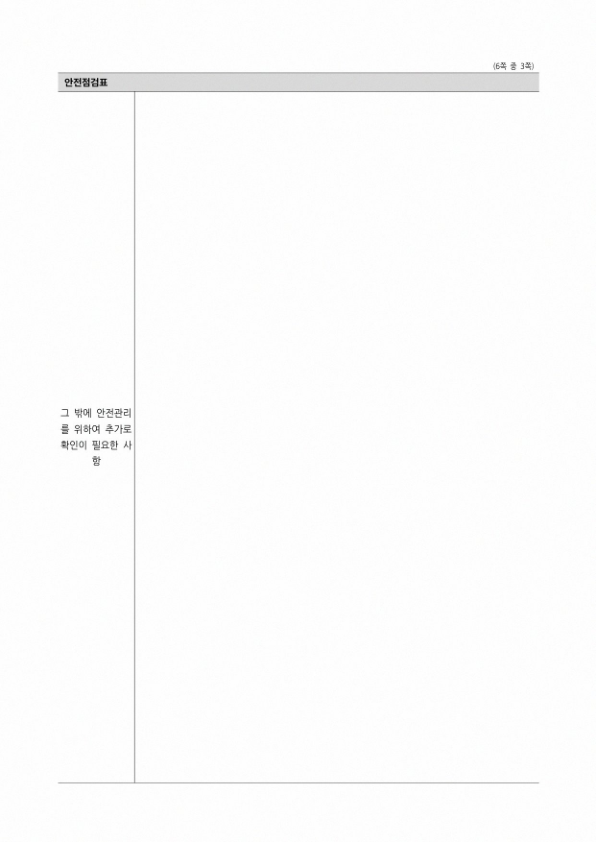 (6쪽 중 3쪽)
안전점검표
그 밖에 안전관리
를 위하여 추가로
확인이 필요한 사
항